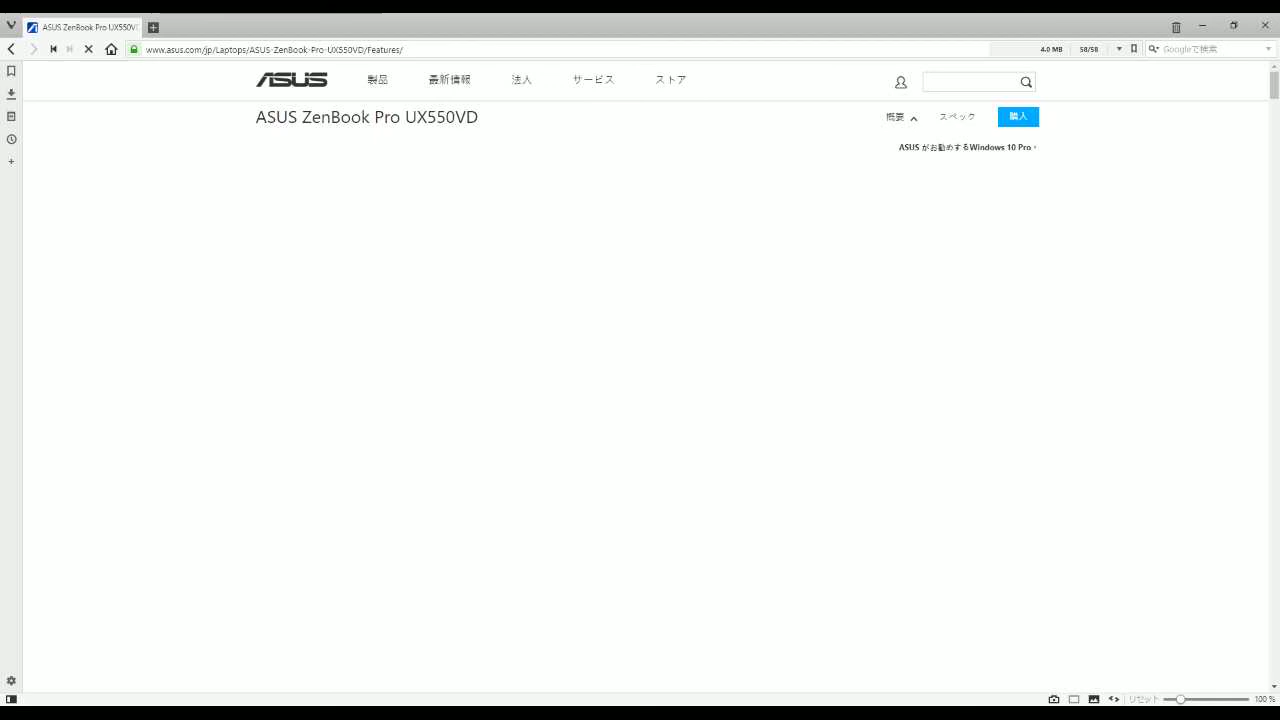 ASUS ZenBook Pro UX550V
www.asus.com/jp/Laptops/ASUS-ZenBook-Pro-UX550VD/Features/
4.0 MB
58/58
Googleで検索
ASUS
製品
最新情報
法人
サービス
ストア
ASUS ZenBook Pro UX550VD
概要
スペック
購入
ASUS がお勧めするWindows 10 Pro。
リセット
100 %